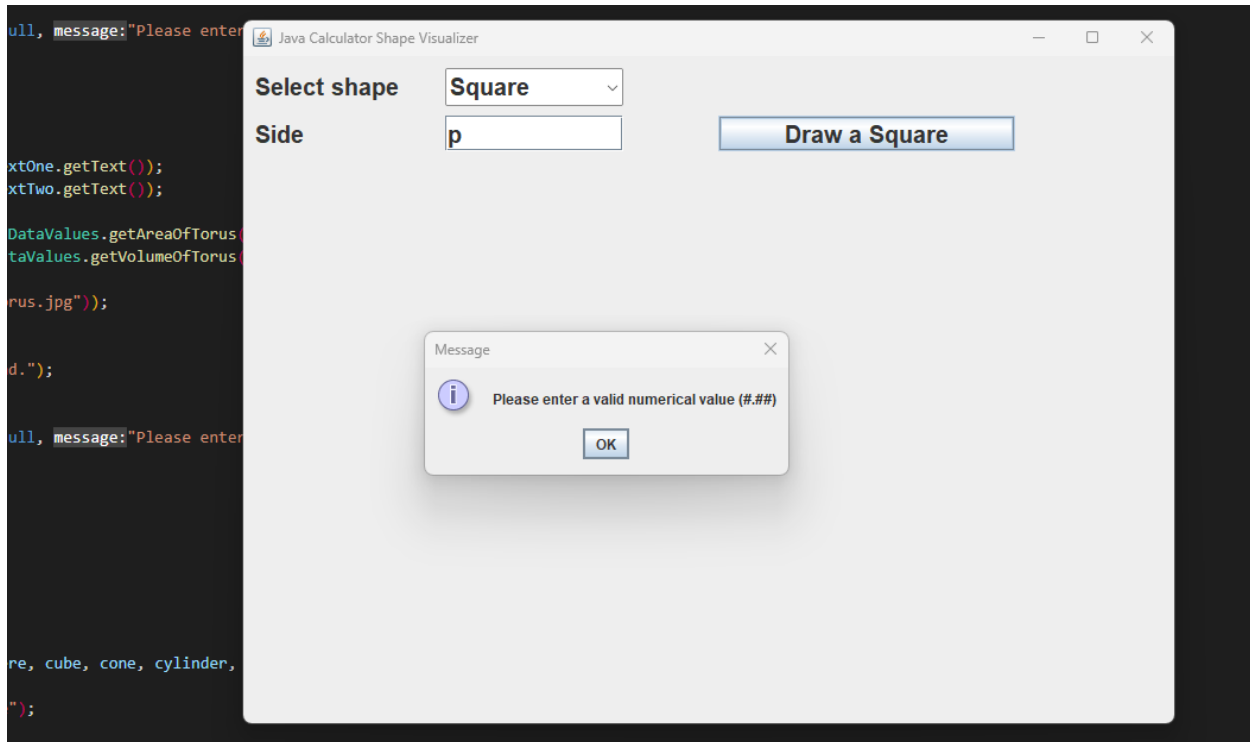 ull, message:"Please enter
xtOne.getText());
xtTwo.getText());
DataValues.getAreaOfTorus(
taValues.getVolumeOfTorus(
rus.jpg"));
d.");
ull, message:"Please enter
re, cube, cone, cylinder,
");
Java Calculator Shape Visualizer
Select shape Square
Side p Draw a Square
Message
i Please enter a valid numerical value (#.##)
OK